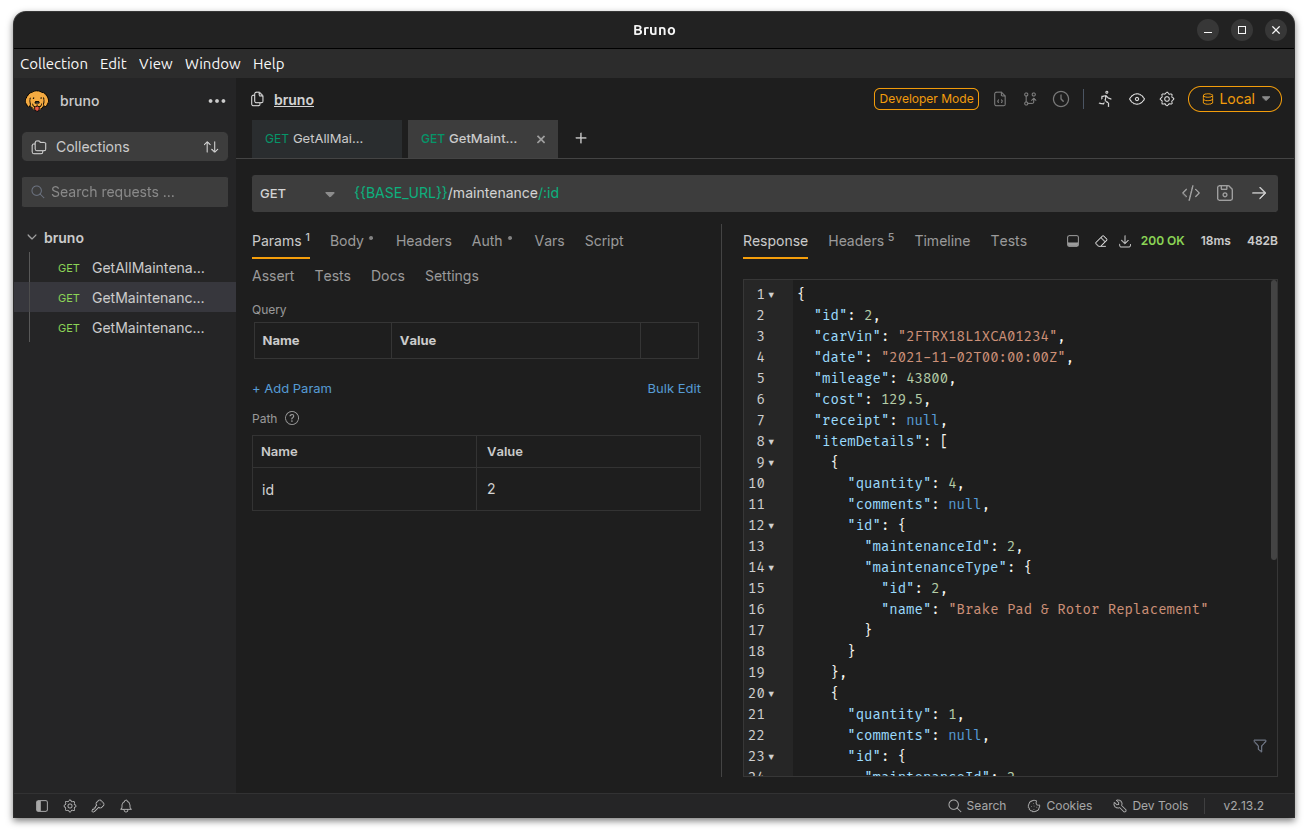 Bruno
Collection Edit View Window Help
bruno
bruno
Developer Mode
Local
Collections
Search requests ...
bruno
GET GetAllMaintena...
GET GetMaintenanc...
GET GetMaintenanc...
GET GetAllMai...
GET GetMaint...
GET {{BASE_URL}}/maintenance/:id
Params 1 Body Headers Auth Vars Script
Assert Tests Docs Settings
Query
Name Value
+ Add Param Bulk Edit
Path ?
Name Value
id 2
Response Headers 5 Timeline Tests 200 OK 18ms 482B
1 {
2 "id": 2,
3 "carVin": "2FTRX18L1XCA01234",
4 "date": "2021-11-02T00:00:00Z",
5 "mileage": 43800,
6 "cost": 129.5,
7 "receipt": null,
8 "itemDetails": [
9 {
10 "quantity": 4,
11 "comments": null,
12 "id": {
13 "maintenanceId": 2,
14 "maintenanceType": {
15 "id": 2,
16 "name": "Brake Pad & Rotor Replacement"
17 }
18 }
19 },
20 {
21 "quantity": 1,
22 "comments": null,
23 "id": {
24 "maintenanceId": 2
Search Cookies Dev Tools v2.13.2